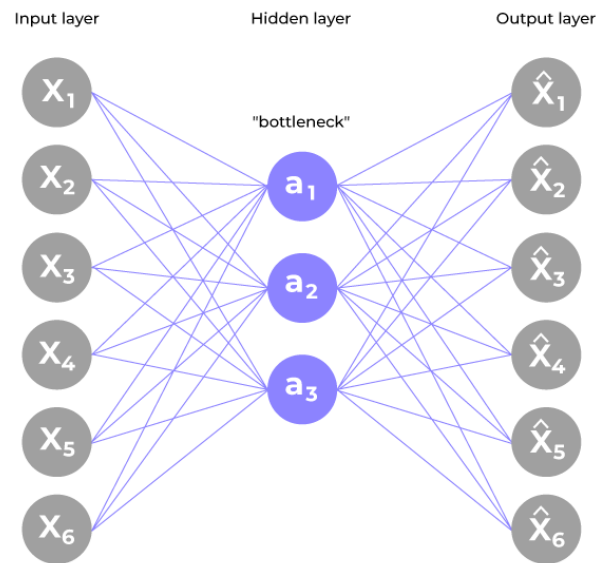 Input layer
Hidden layer
Output layer
"bottleneck"
X₁
X₂
X₃
X₄
X₅
X₆
a₁
a₂
a₃
X̂₁
X̂₂
X̂₃
X̂₄
X̂₅
X̂₆